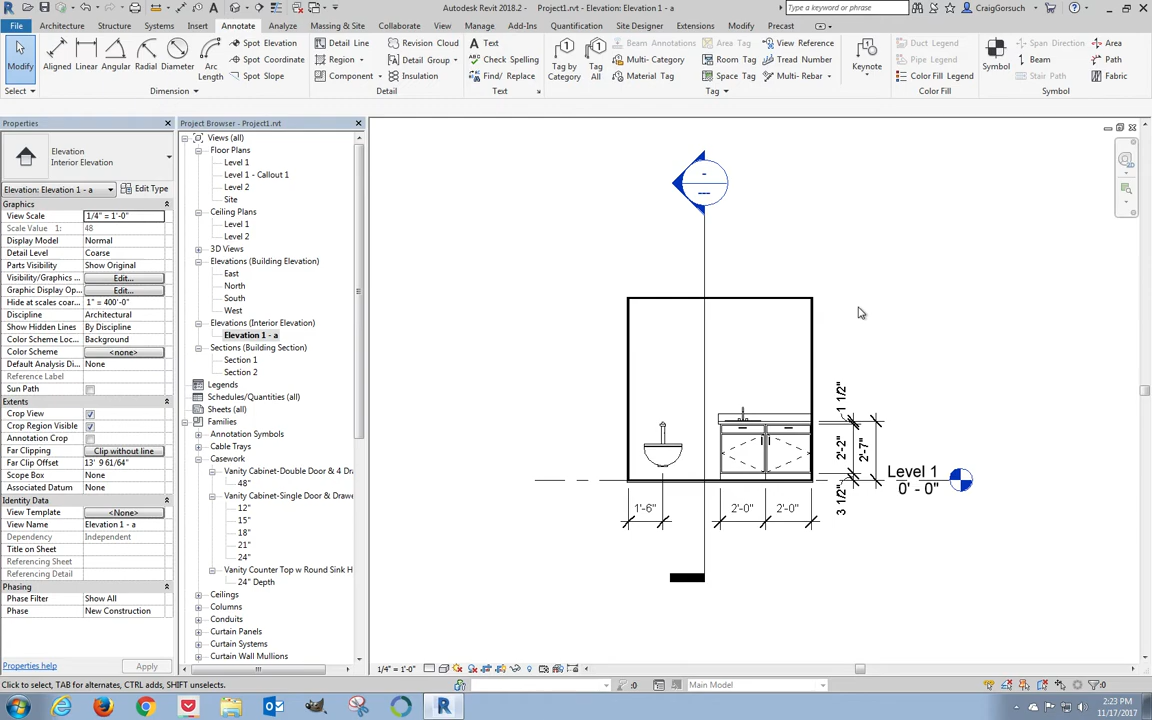 Autodesk Revit 2018.2 - Project1.rvt - Elevation: Elevation 1 - a
Type a keyword or phrase
CraigGorsuch
File Architecture Structure Systems Insert Annotate Analyze Massing & Site Collaborate View Manage Add-Ins Quantification Site Designer Extensions Modify Precast
Modify Aligned Linear Angular Radial Diameter Arc Length
Spot Elevation
Spot Coordinate
Spot Slope
Detail Line
Region
Component
Revision Cloud
Detail Group
Insulation
Text
Check Spelling
Find/ Replace
Tag by Category
Tag All
Beam Annotations
Multi- Category
Material Tag
Area Tag
Room Tag
Space Tag
View Reference
Tread Number
Multi- Rebar
Keynote
Duct Legend
Pipe Legend
Color Fill Legend
Symbol
Span Direction
Beam
Stair Path
Area
Path
Fabric
Select Dimension Detail Text Tag Color Fill Symbol
Properties
Elevation
Interior Elevation
Elevation: Elevation 1 - a Edit Type
Graphics
View Scale 1/4" = 1'-0"
Scale Value 1: 48
Display Model Normal
Detail Level Coarse
Parts Visibility Show Original
Visibility/Graphics ... Edit...
Graphic Display Op... Edit...
Hide at scales coar... 1" = 400'-0"
Discipline Architectural
Show Hidden Lines By Discipline
Color Scheme Loc... Background
Color Scheme <none>
Default Analysis Di... None
Reference Label
Sun Path
Extents
Crop View
Crop Region Visible
Annotation Crop
Far Clipping Clip without line
Far Clip Offset 13' 9 61/64"
Scope Box None
Associated Datum None
Identity Data
View Template <None>
View Name Elevation 1 - a
Dependency Independent
Title on Sheet
Referencing Sheet
Referencing Detail
Phasing
Phase Filter Show All
Phase New Construction
Properties help Apply
Project Browser - Project1.rvt
Views (all)
Floor Plans
Level 1
Level 1 - Callout 1
Level 2
Site
Ceiling Plans
Level 1
Level 2
3D Views
Elevations (Building Elevation)
East
North
South
West
Elevations (Interior Elevation)
Elevation 1 - a
Sections (Building Section)
Section 1
Section 2
Legends
Schedules/Quantities (all)
Sheets (all)
Families
Annotation Symbols
Cable Trays
Casework
Vanity Cabinet-Double Door & 4 Dra
48"
Vanity Cabinet-Single Door & Drawe
12"
15"
18"
21"
24"
Vanity Counter Top w Round Sink H
24" Depth
Ceilings
Columns
Conduits
Curtain Panels
Curtain Systems
Curtain Wall Mullions
-
---
1 1/2"
2'-2"
2'-7"
3 1/2"
Level 1
0' - 0"
1'-6" 2'-0" 2'-0"
1/4" = 1'-0"
Click to select, TAB for alternates, CTRL adds, SHIFT unselects.
:0 Main Model :0
2:23 PM
11/17/2017